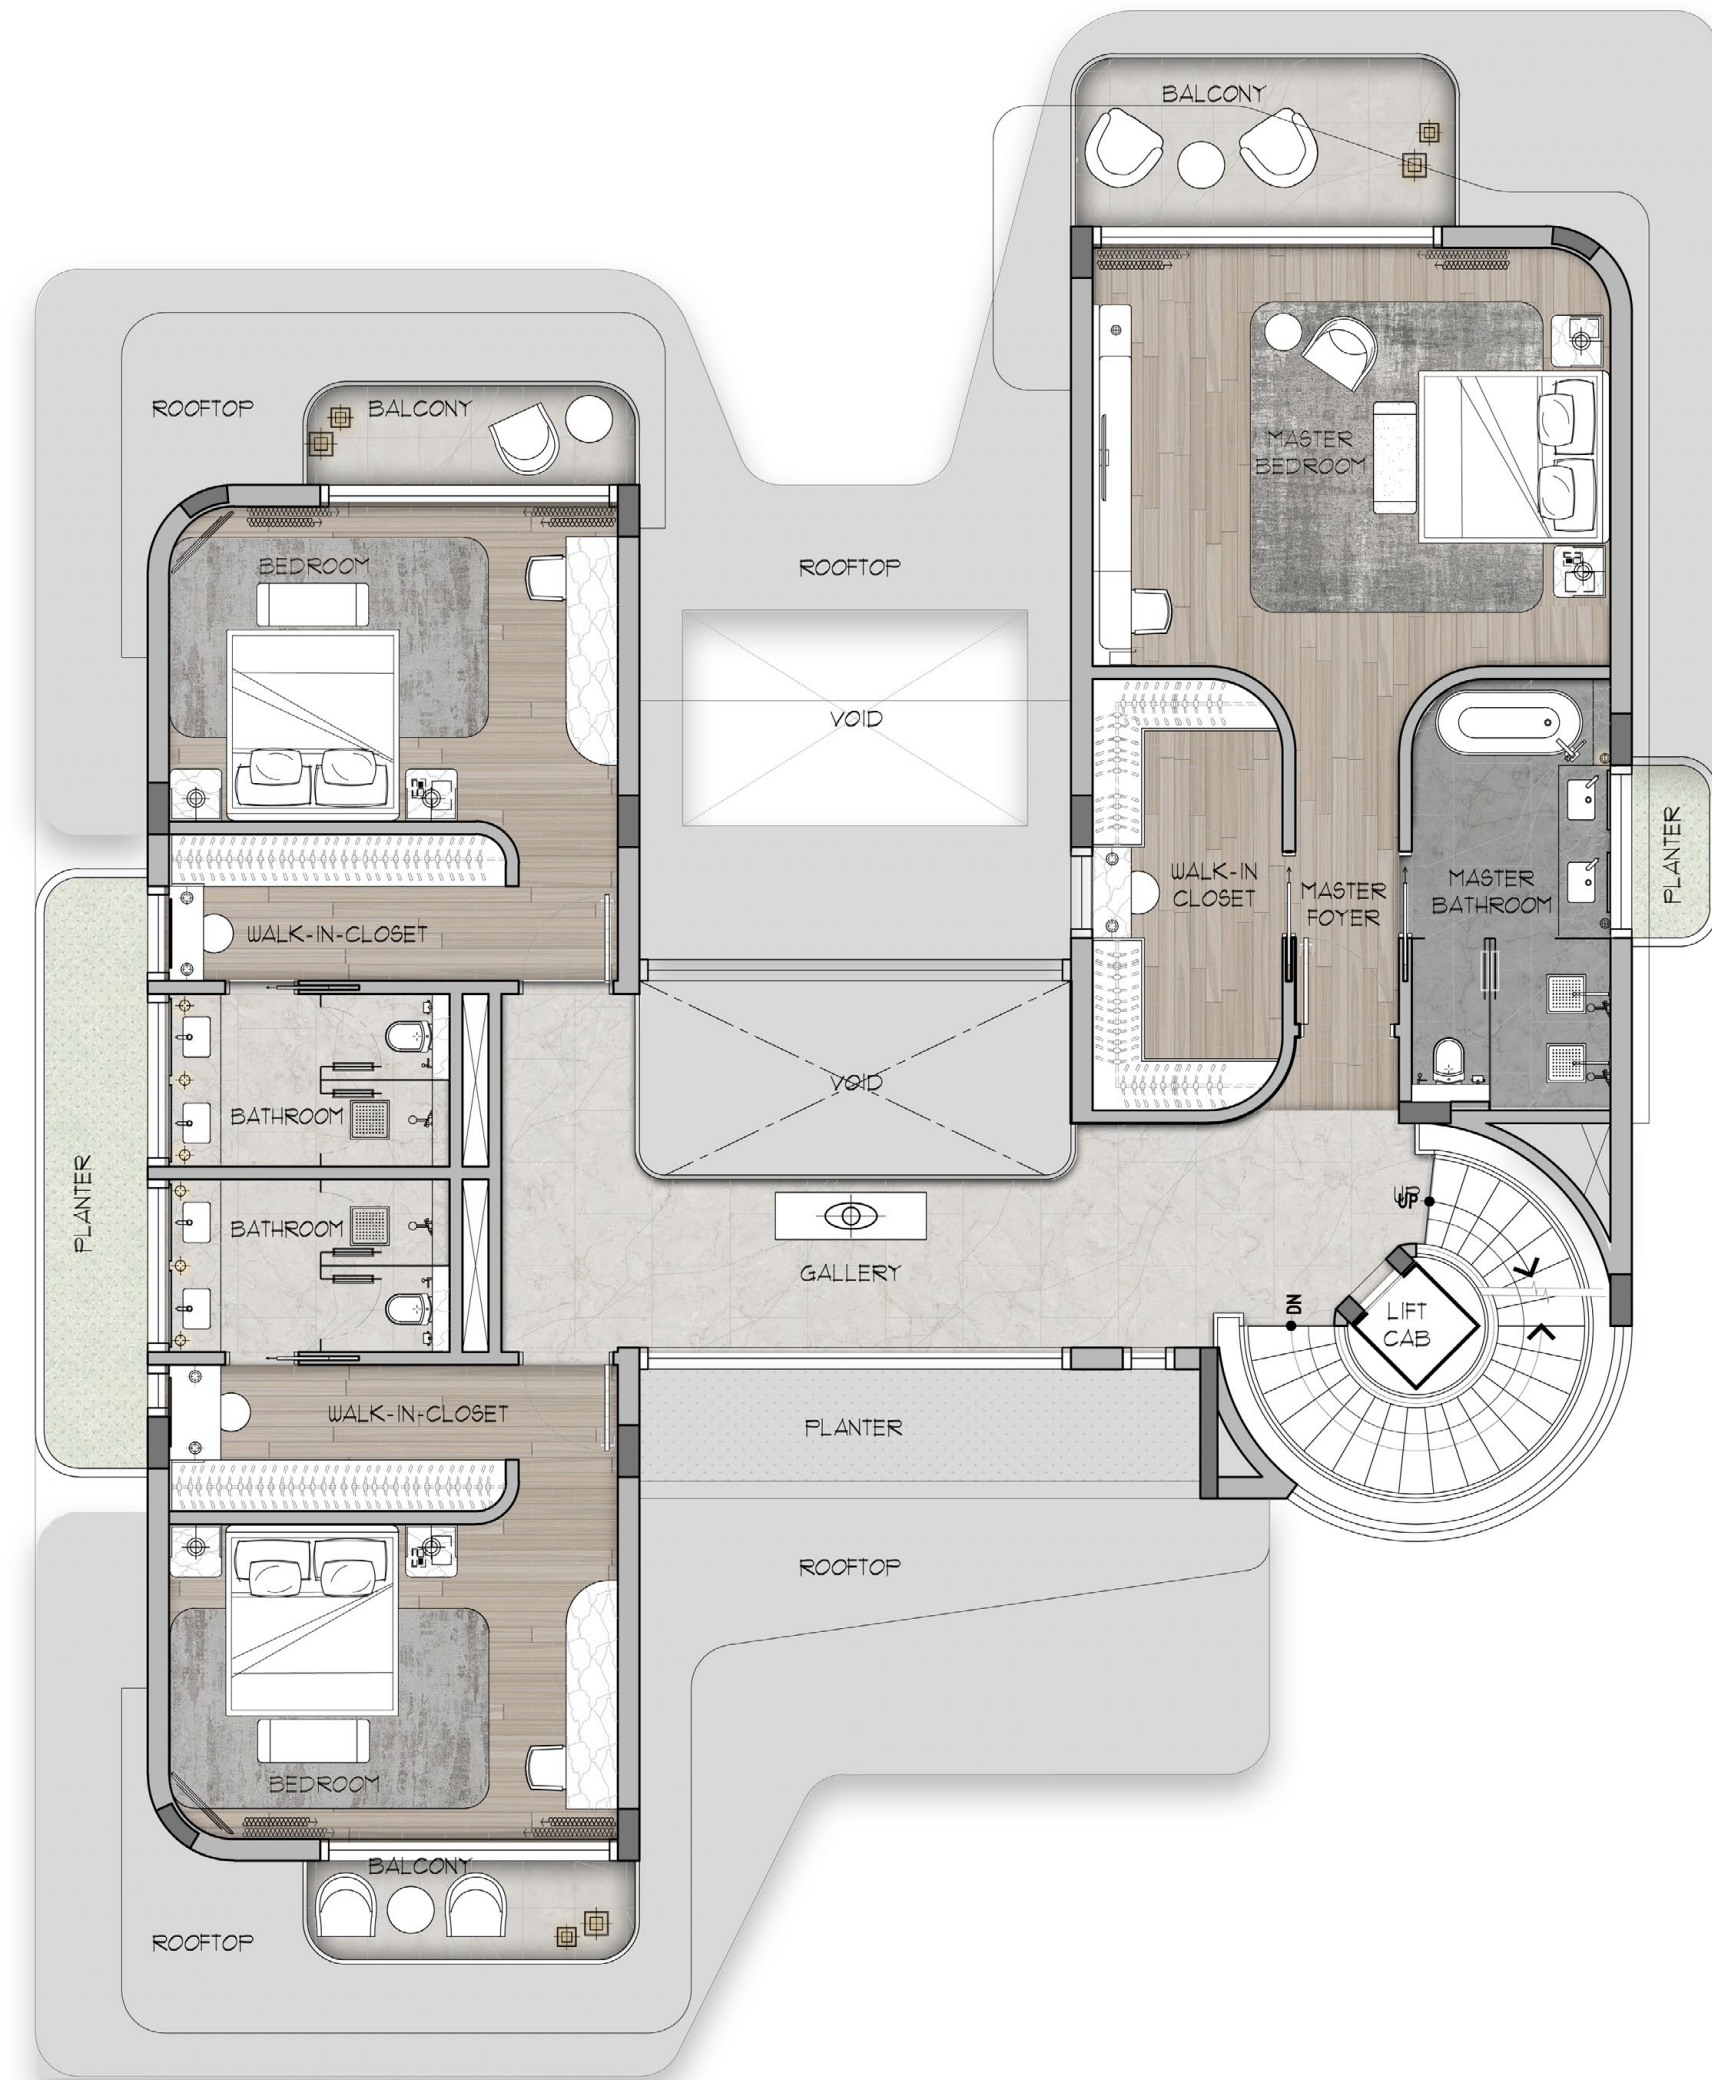 BALCONY
ROOFTOP
BALCONY
MASTER
BEDROOM
BEDROOM
ROOFTOP
VOID
WALK-IN
CLOSET
MASTER
FOYER
MASTER
BATHROOM
PLANTER
WALK-IN-CLOSET
BATHROOM
VOID
PLANTER
BATHROOM
UP
GALLERY
DN
LIFT
CAB
WALK-IN-CLOSET
PLANTER
ROOFTOP
BEDROOM
BALCONY
ROOFTOP